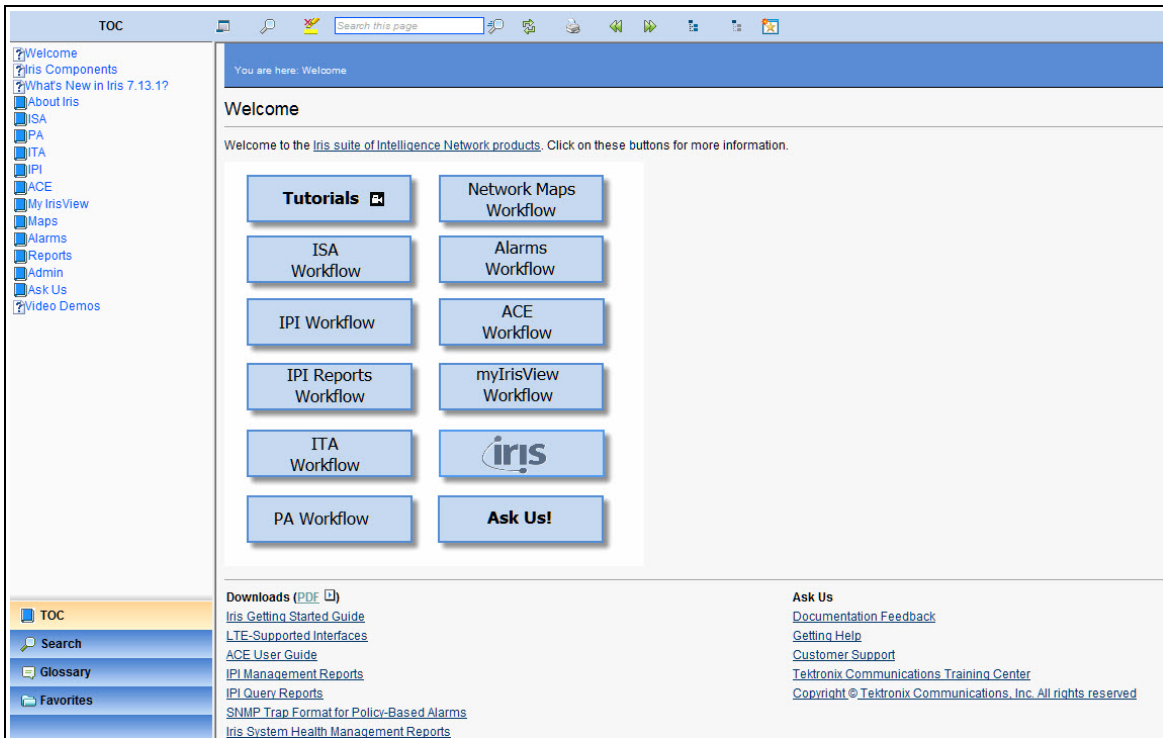 TOC
Search this page
Welcome
Iris Components
What's New in Iris 7.13.1?
About Iris
ISA
PA
ITA
IPI
ACE
My IrisView
Maps
Alarms
Reports
Admin
Ask Us
Video Demos
TOC
Search
Glossary
Favorites
You are here: Welcome
Welcome
Welcome to the Iris suite of Intelligence Network products. Click on these buttons for more information.
Tutorials
Network Maps
Workflow
ISA
Workflow
Alarms
Workflow
IPI Workflow
ACE
Workflow
IPI Reports
Workflow
myIrisView
Workflow
ITA
Workflow
iris
PA Workflow
Ask Us!
Downloads (PDF)
Iris Getting Started Guide
LTE-Supported Interfaces
ACE User Guide
IPI Management Reports
IPI Query Reports
SNMP Trap Format for Policy-Based Alarms
Iris System Health Management Reports
Ask Us
Documentation Feedback
Getting Help
Customer Support
Tektronix Communications Training Center
Copyright © Tektronix Communications, Inc. All rights reserved